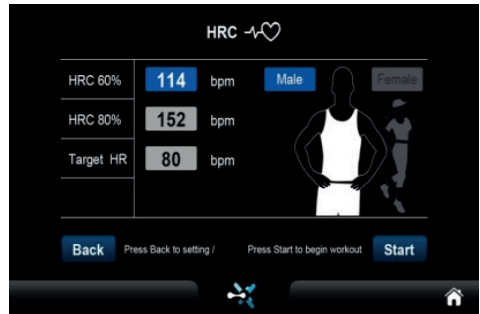 HRC
HRC 60% 114 bpm Male Female
HRC 80% 152 bpm
Target HR 80 bpm
Back Press Back to setting / Press Start to begin workout Start